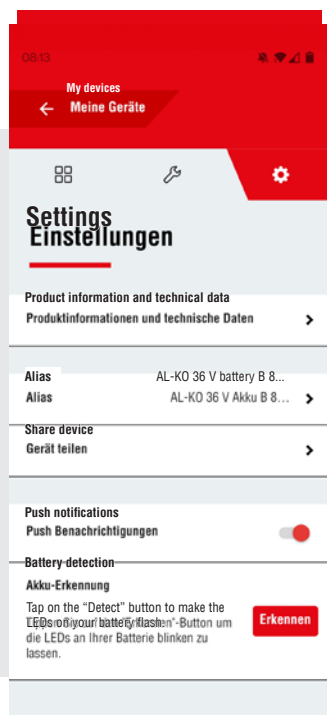 08:13
My devices
Meine Geräte
Settings
Einstellungen
Product information and technical data
Produktinformationen und technische Daten
Alias AL-KO 36 V battery B 8...
Alias AL-KO 36 V Akku B 8...
Share device
Gerät teilen
Push notifications
Push Benachrichtigungen
Battery detection
Akku-Erkennung
Tap on the “Detect” button to make the
LEDs on your battery flash.
-Button um
die LEDs an Ihrer Batterie blinken zu
lassen.
Erkennen